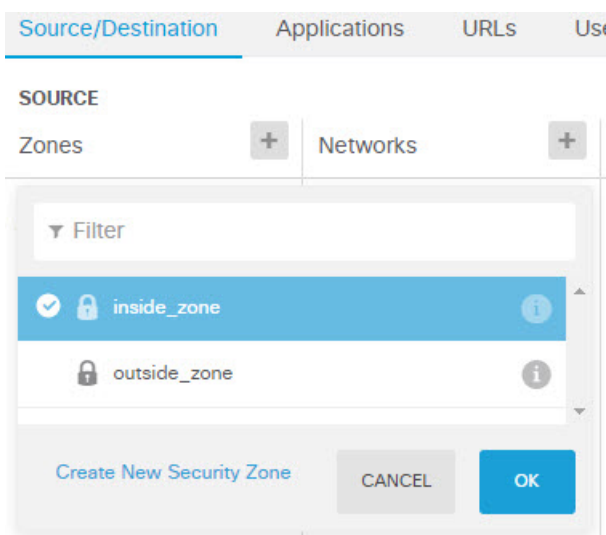 Source/Destination Applications URLs
SOURCE
Zones + Networks +
Filter
inside_zone i
outside_zone i
Create New Security Zone CANCEL OK